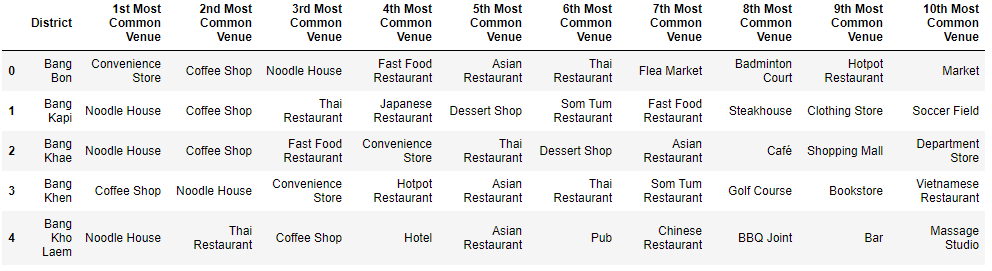 District 1st Most Common Venue 2nd Most Common Venue 3rd Most Common Venue 4th Most Common Venue 5th Most Common Venue 6th Most Common Venue 7th Most Common Venue 8th Most Common Venue 9th Most Common Venue 10th Most Common Venue
0 Bang Bon Convenience Store Coffee Shop Noodle House Fast Food Restaurant Asian Restaurant Thai Restaurant Flea Market Badminton Court Hotpot Restaurant Market
1 Bang Kapi Noodle House Coffee Shop Thai Restaurant Japanese Restaurant Dessert Shop Som Tum Restaurant Fast Food Restaurant Steakhouse Clothing Store Soccer Field
2 Bang Khae Noodle House Coffee Shop Fast Food Restaurant Convenience Store Thai Restaurant Dessert Shop Asian Restaurant Café Shopping Mall Department Store
3 Bang Khen Coffee Shop Noodle House Convenience Store Hotpot Restaurant Asian Restaurant Thai Restaurant Som Tum Restaurant Golf Course Bookstore Vietnamese Restaurant
4 Bang Kho Laem Noodle House Thai Restaurant Coffee Shop Hotel Asian Restaurant Pub Chinese Restaurant BBQ Joint Bar Massage Studio